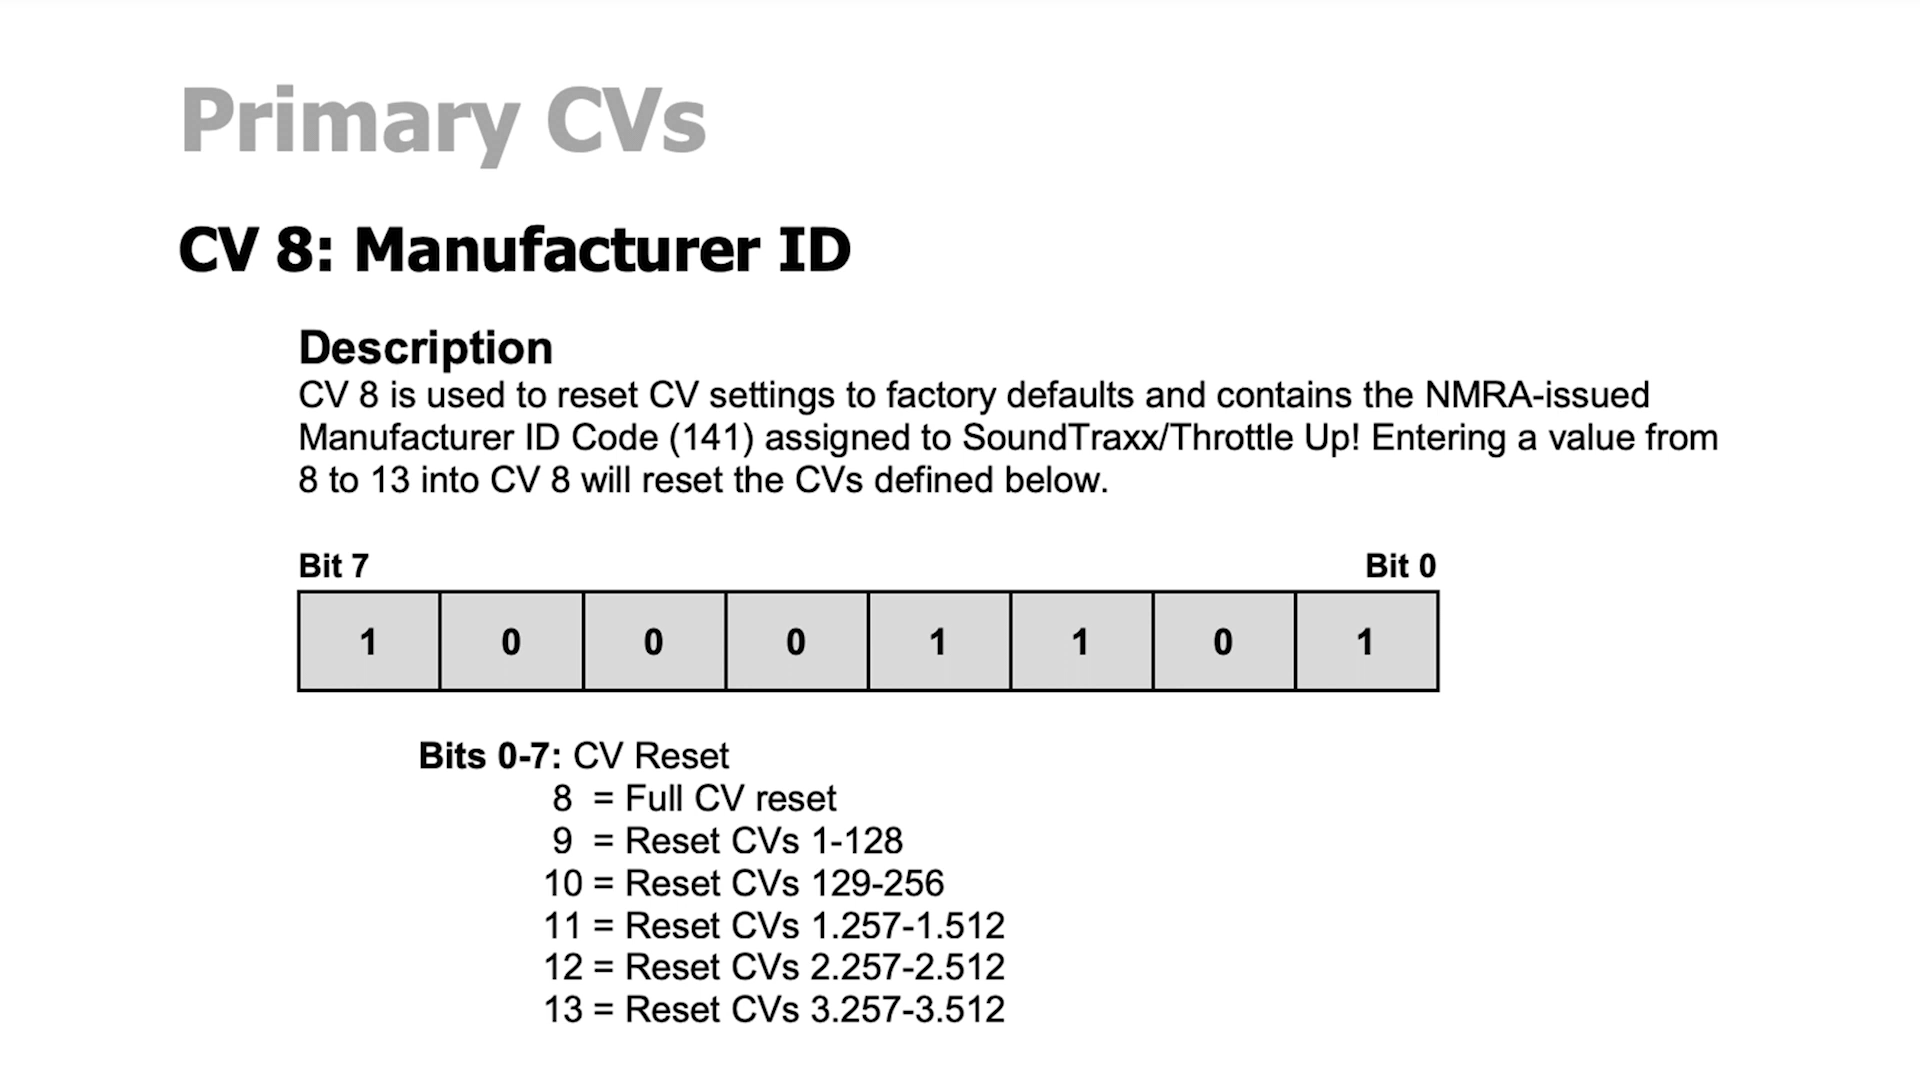 Primary CVs
CV 8: Manufacturer ID
Description
CV 8 is used to reset CV settings to factory defaults and contains the NMRA-issued
Manufacturer ID Code (141) assigned to SoundTraxx/Throttle Up! Entering a value from
8 to 13 into CV 8 will reset the CVs defined below.
Bit 7 Bit 0
1 0 0 0 1 1 0 1
Bits 0-7: CV Reset
8 = Full CV reset
9 = Reset CVs 1-128
10 = Reset CVs 129-256
11 = Reset CVs 1.257-1.512
12 = Reset CVs 2.257-2.512
13 = Reset CVs 3.257-3.512